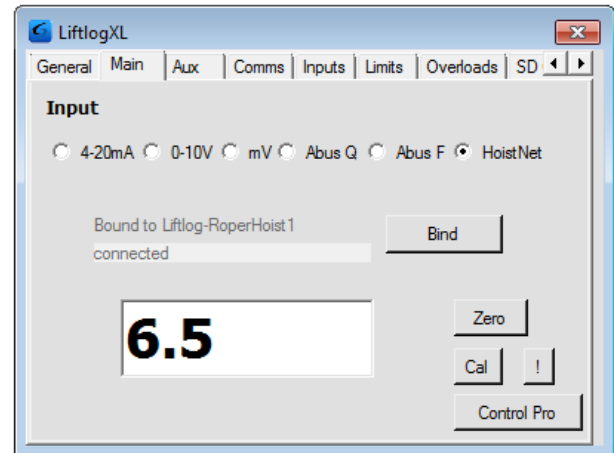 LiftlogXL
General Main Aux Comms Inputs Limits Overloads SD
Input
4-20mA 0-10V mV Abus Q Abus F HoistNet
Bound to Liftlog-RoperHoist1
Bind
connected
6.5
Zero
Cal !
Control Pro